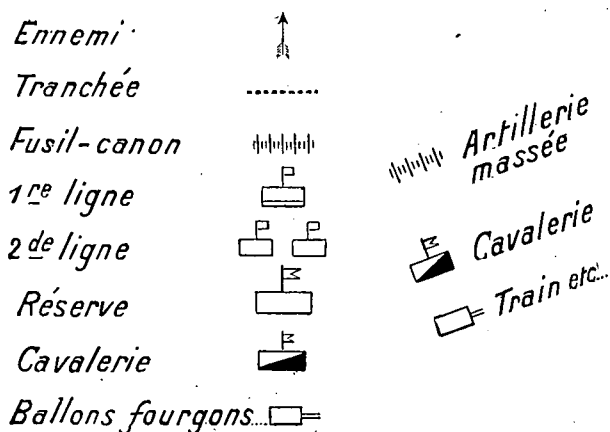 Ennemi
Tranchée
Fusil-canon
1re ligne
2de ligne
Réserve
Cavalerie
Ballons fourgons...
Artillerie
massée
Cavalerie
Train etc...